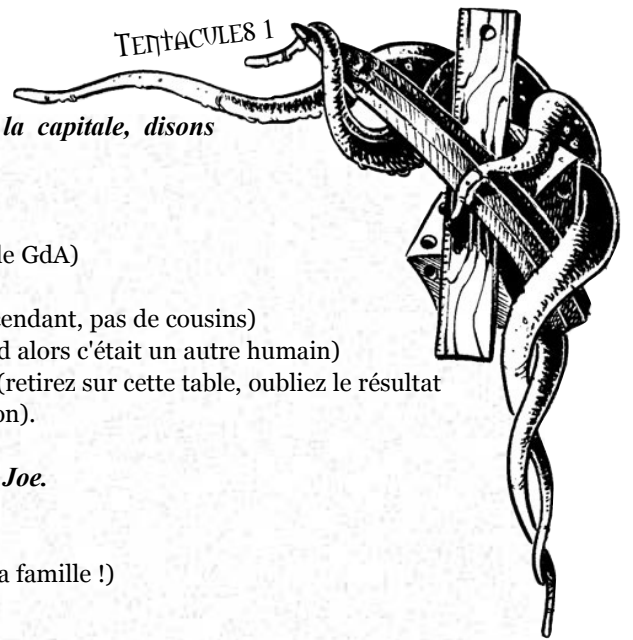 TENTACULES 1
la capitale, disons
le GdA)
cendant, pas de cousins)
d alors c'était un autre humain)
(retirez sur cette table, oubliez le résultat
on).
Joe.
a famille !)